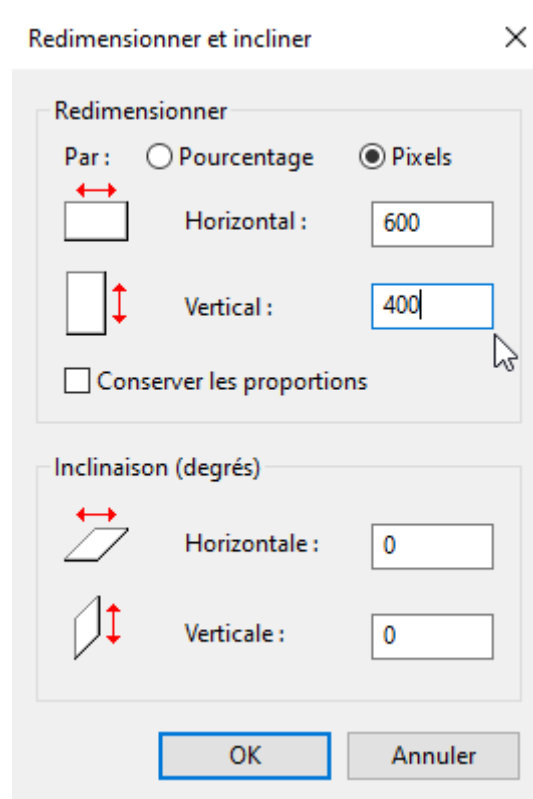 Redimensionner et incliner
Redimensionner
Par : Pourcentage Pixels
Horizontal : 600
Vertical : 400
Conserver les proportions
Inclinaison (degrés)
Horizontale : 0
Verticale : 0
OK Annuler